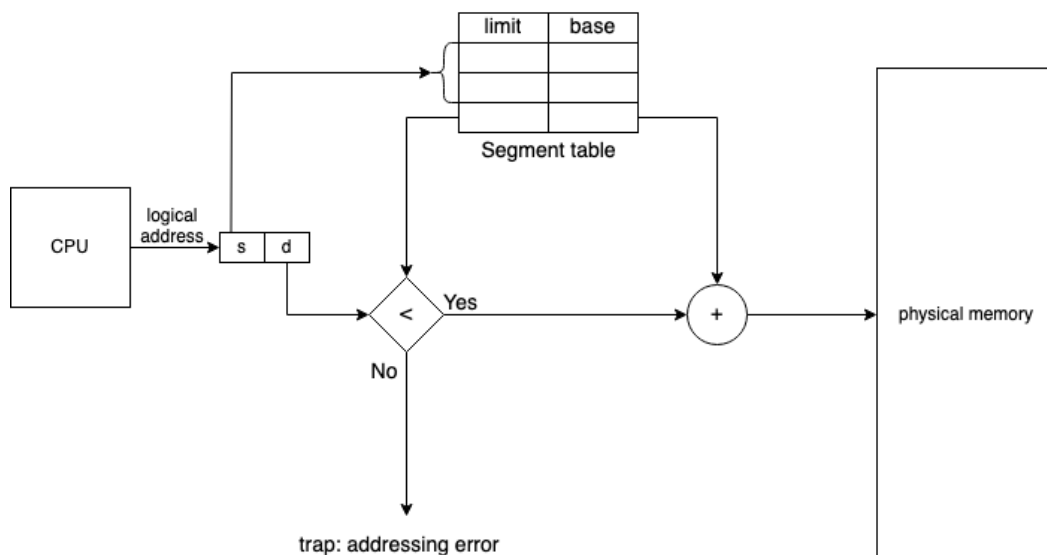 limit base
Segment table
logical
address
CPU
s d
<
Yes
+
physical memory
No
trap: addressing error